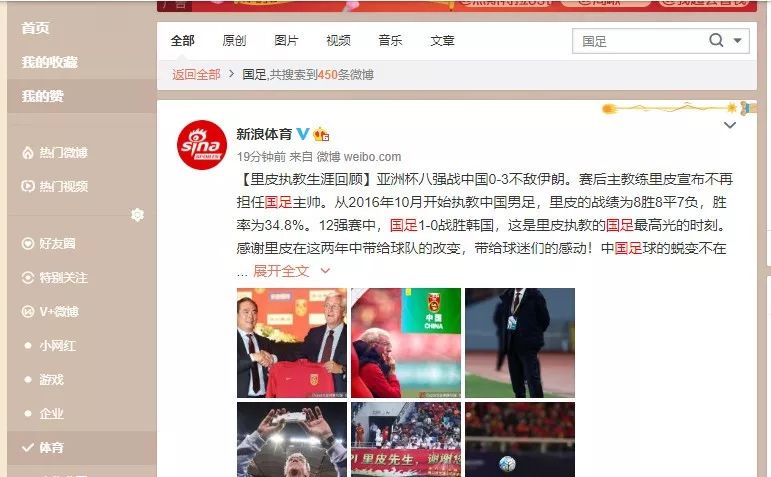 广告
首页
我的收藏
我的赞
热门微博
热门视频
好友圈
特别关注
V+微博
小网红
游戏
企业
体育
全部 原创 图片 视频 音乐 文章
国足
返回全部 > 国足,共搜索到450条微博
sina
SPORTS
新浪体育
19分钟前 来自 微博 weibo.com
【里皮执教生涯回顾】亚洲杯八强战中国0-3不敌伊朗。赛后主教练里皮宣布不再
担任国足主帅。从2016年10月开始执教中国男足,里皮的战绩为8胜8平7负,胜
率为34.8%。12强赛中,国足1-0战胜韩国,这是里皮执教的国足最高光的时刻。
感谢里皮在这两年中带给球队的改变,带给球迷们的感动!中国足球的蜕变不在
... 展开全文
中国
CHINA
里皮先生,谢谢您